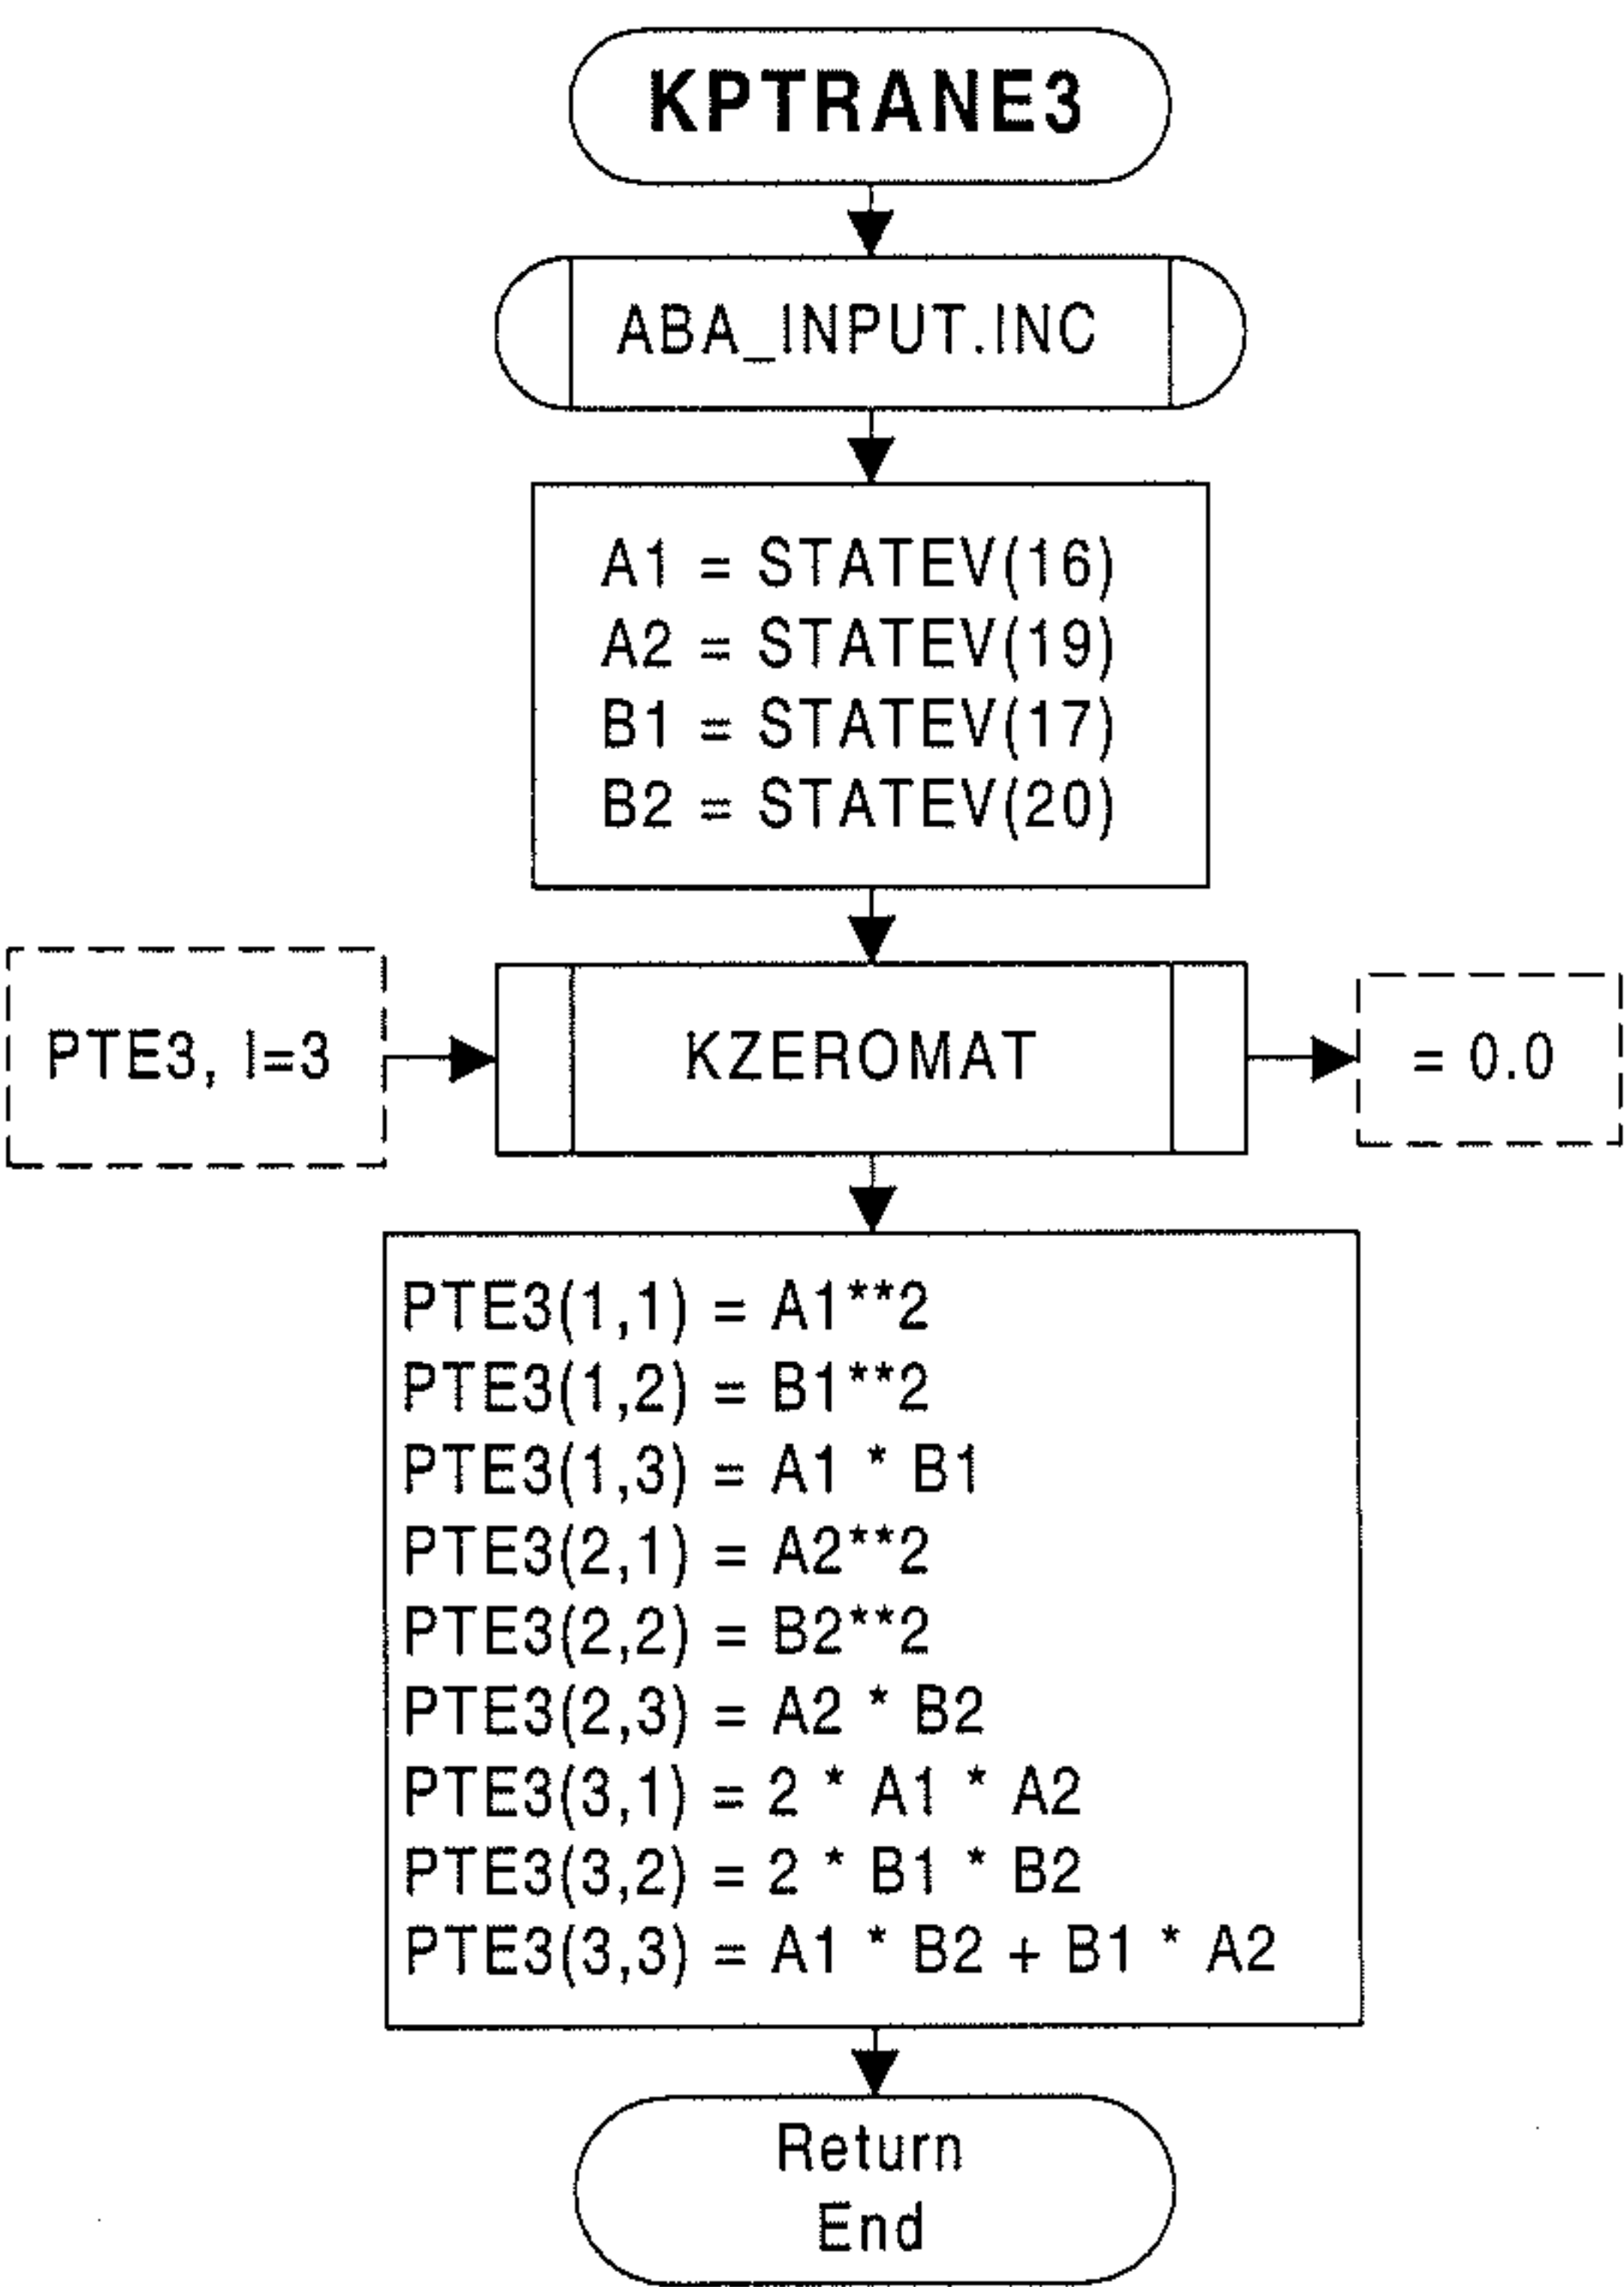 KPTRANE3
ABA_INPUT.INC
A1 = STATEV(16)
A2 = STATEV(19)
B1 = STATEV(17)
B2 = STATEV(20)
PTE3, I=3
KZEROMAT
= 0.0
PTE3(1,1) = A1**2
PTE3(1,2) = B1**2
PTE3(1,3) = A1 * B1
PTE3(2,1) = A2**2
PTE3(2,2) = B2**2
PTE3(2,3) = A2 * B2
PTE3(3,1) = 2 * A1 * A2
PTE3(3,2) = 2 * B1 * B2
PTE3(3,3) = A1 * B2 + B1 * A2
Return
End